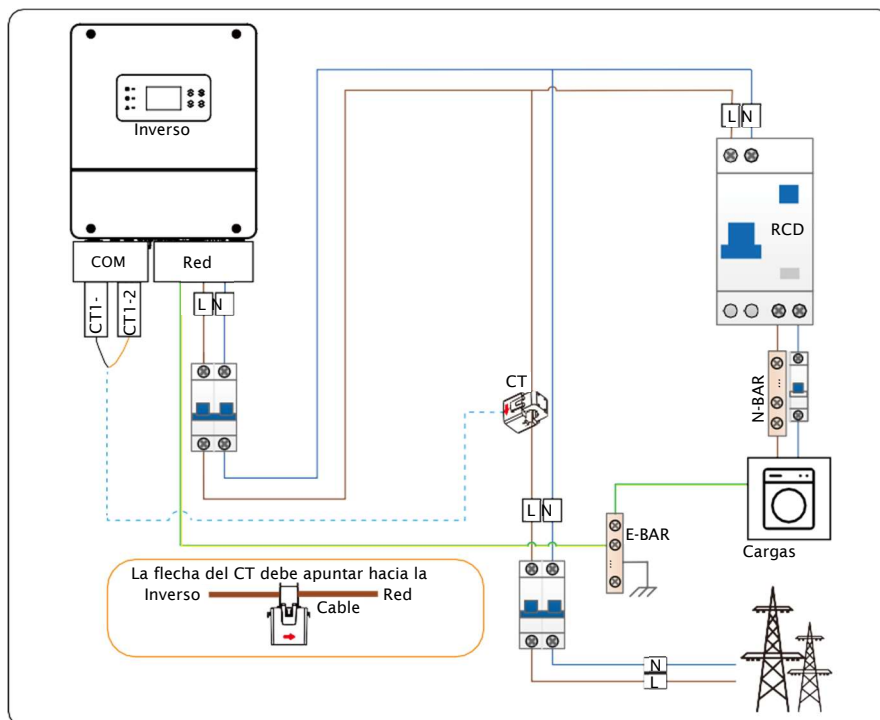 Inverso
COM
Red
CT1-
CT1-2
L
N
L
N
RCD
CT
N-BAR
L
N
E-BAR
Cargas
La flecha del CT debe apuntar hacia la
Inverso
Red
Cable
N
L